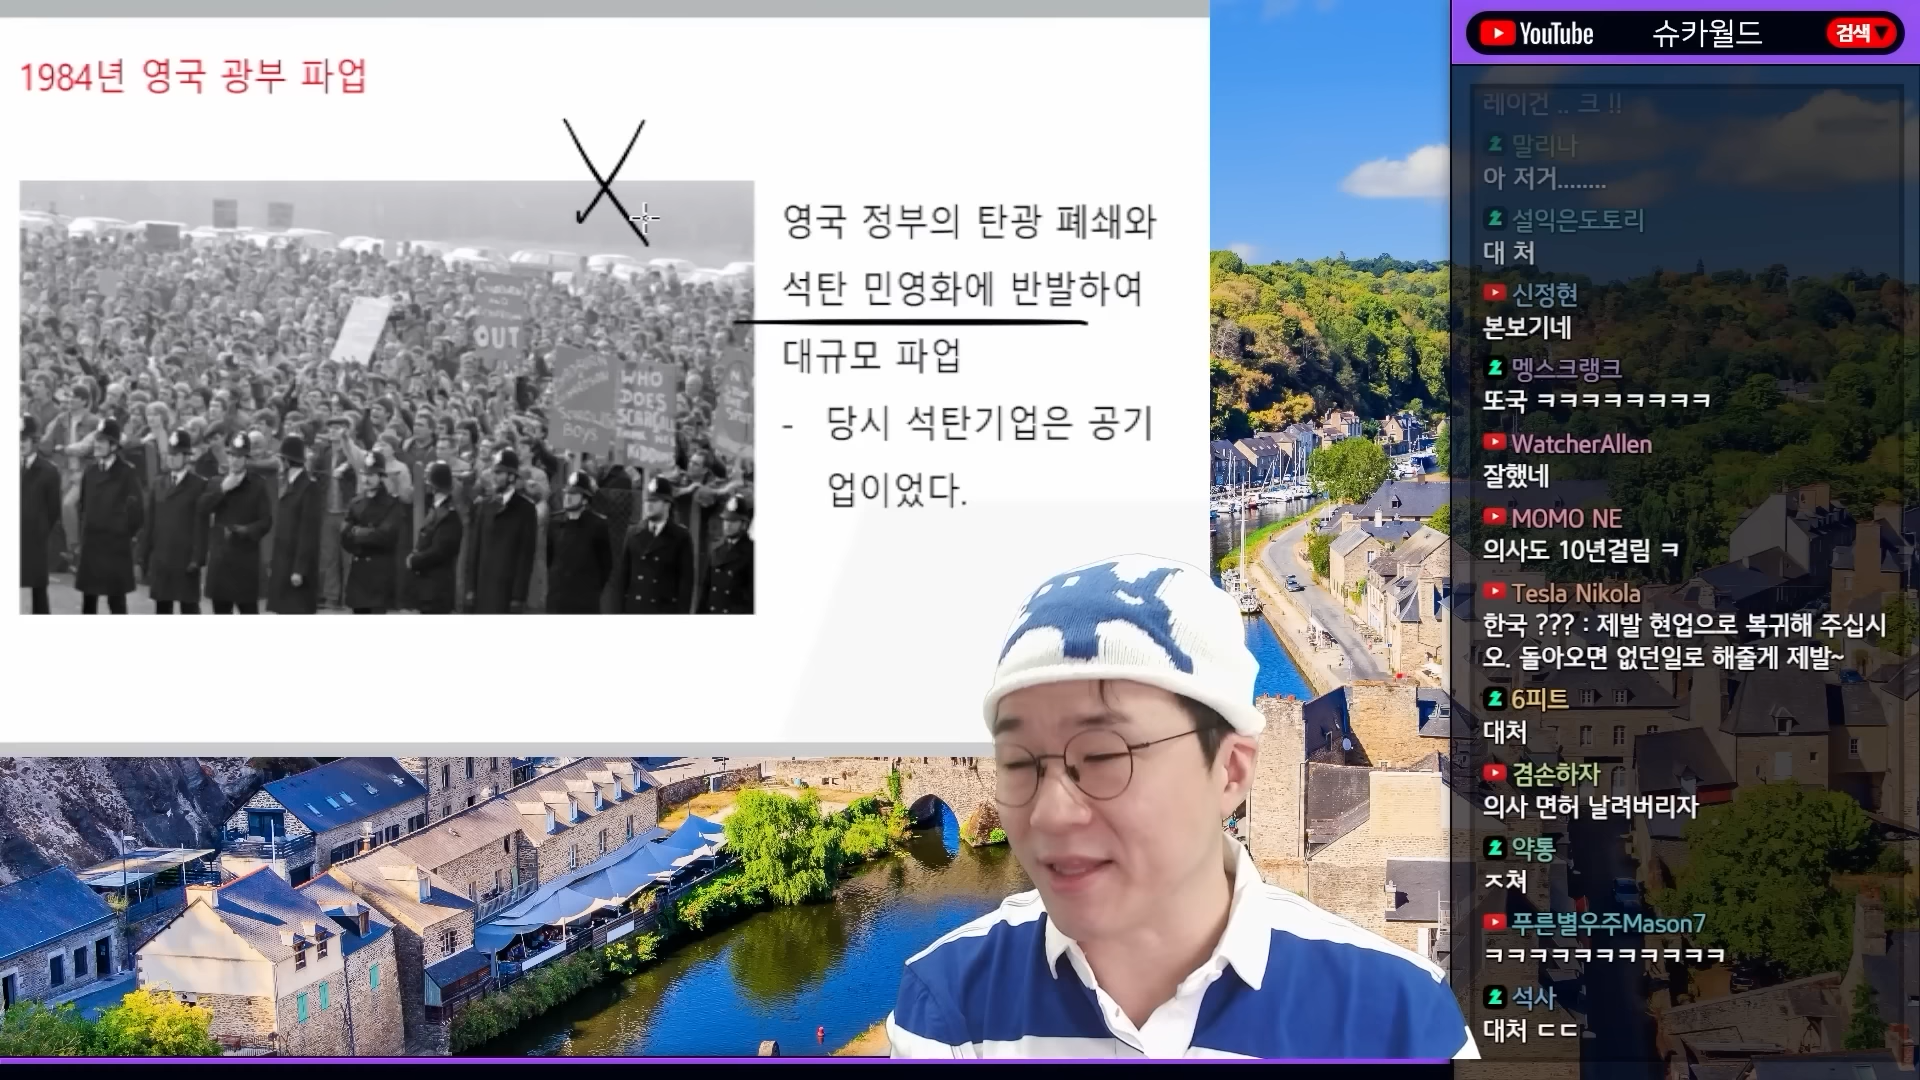 1984년 영국 광부 파업
OUT
WHO
DOES
영국 정부의 탄광 폐쇄와
석탄 민영화에 반발하여
대규모 파업
- 당시 석탄기업은 공기
업이었다.
YouTube 슈카월드 검색
레이건 .. 크 !!
말리나
아 저거........
설익은도토리
대 처
신정현
본보기네
멩스크랭크
또국 ㅋㅋㅋㅋㅋㅋㅋㅋ
WatcherAllen
잘했네
MOMO NE
의사도 10년걸림 ㅋ
Tesla Nikola
한국 ??? : 제발 현업으로 복귀해 주십시
오. 돌아오면 없던일로 해줄게 제발~
6피트
대처
겸손하자
의사 면허 날려버리자
약통
ㅈ쳐
푸른별우주Mason7
ㅋㅋㅋㅋㅋㅋㅋㅋㅋㅋㅋ
석사
대처 ㄷㄷ